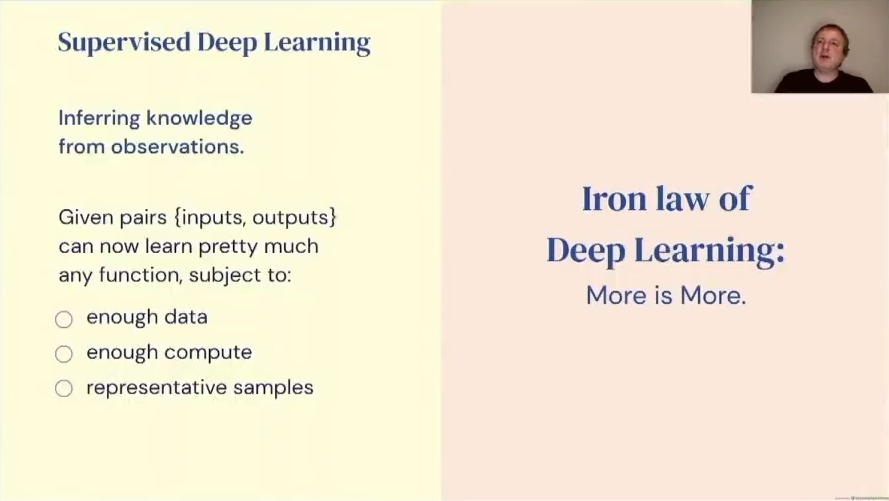 Supervised Deep Learning
Inferring knowledge
from observations.
Given pairs {inputs, outputs}
can now learn pretty much
any function, subject to:
enough data
enough compute
representative samples
Iron law of
Deep Learning:
More is More.